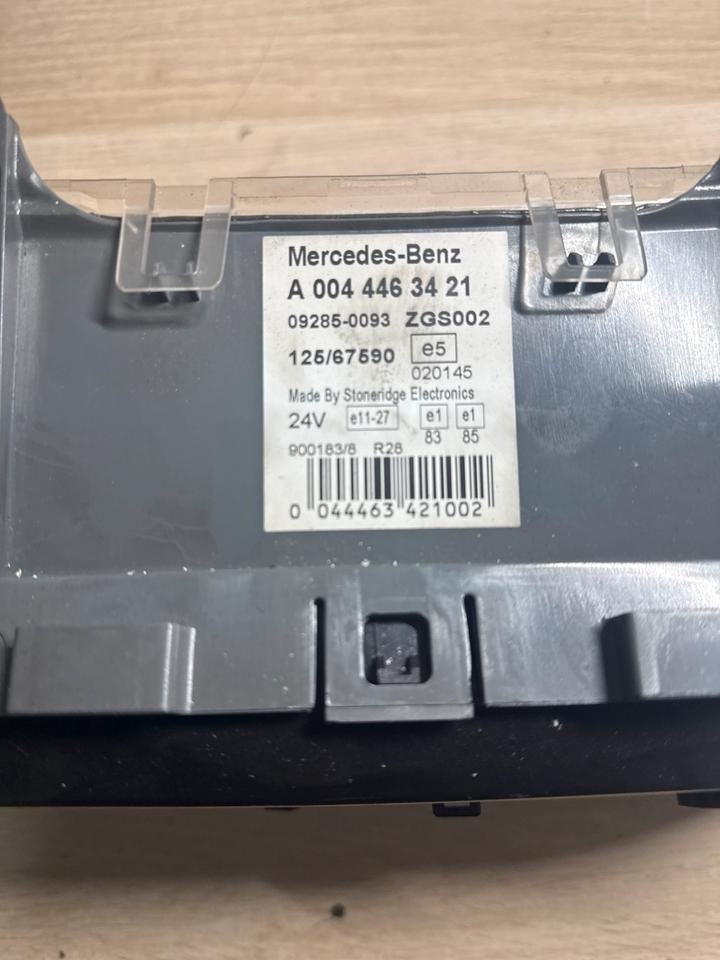 Mercedes-Benz
A 004 446 34 21
09285-0093 ZGS002
125/67590 e5
020145
Made By Stoneridge Electronics
24V e11-27 e1 e1
83 85
900183/8 R28
0 044463 421002